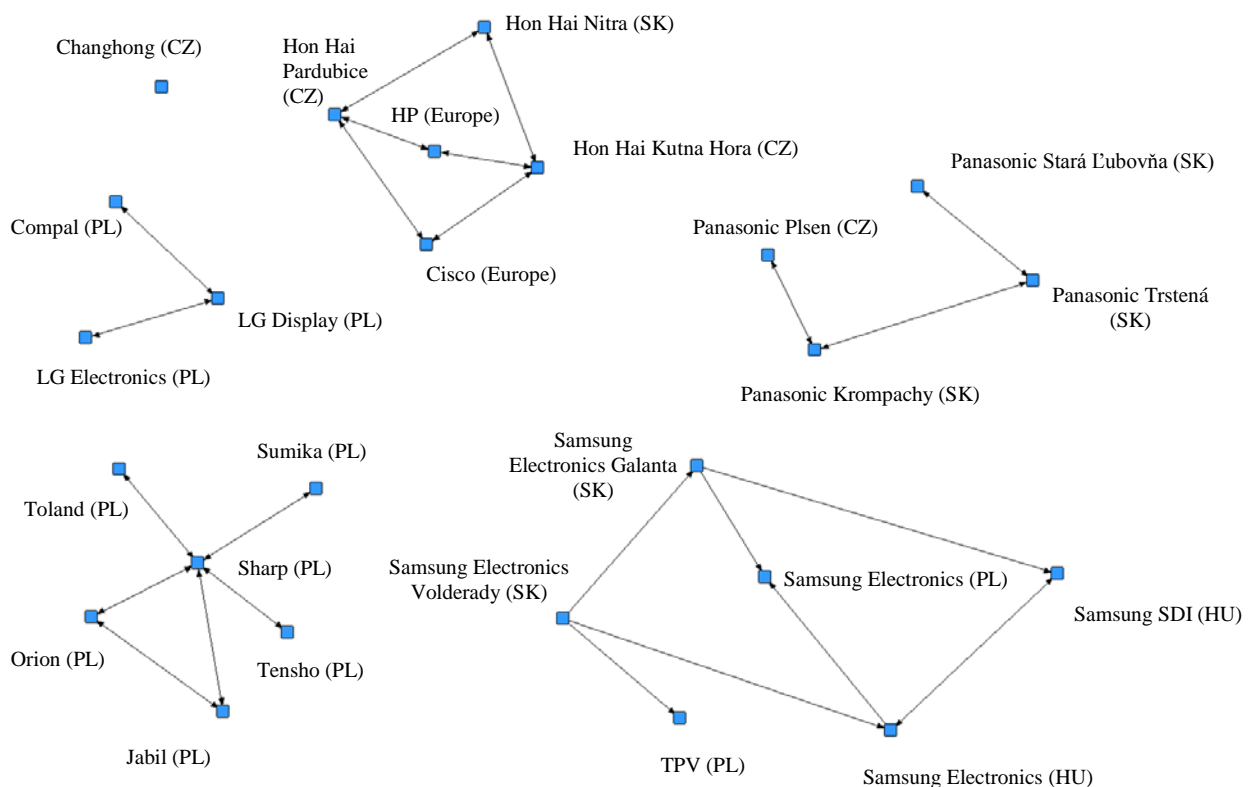 Changhong (CZ)
Hon Hai
Pardubice
(CZ)
Hon Hai Nitra (SK)
HP (Europe)
Hon Hai Kutna Hora (CZ)
Cisco (Europe)
Compal (PL)
LG Display (PL)
LG Electronics (PL)
Panasonic Stará Ľubovňa (SK)
Panasonic Plsen (CZ)
Panasonic Trstená
(SK)
Panasonic Krompachy (SK)
Sumika (PL)
Toland (PL)
Sharp (PL)
Orion (PL)
Tensho (PL)
Jabil (PL)
Samsung
Electronics Galanta
(SK)
Samsung Electronics
Volderady (SK)
Samsung Electronics (PL)
Samsung SDI (HU)
TPV (PL)
Samsung Electronics (HU)